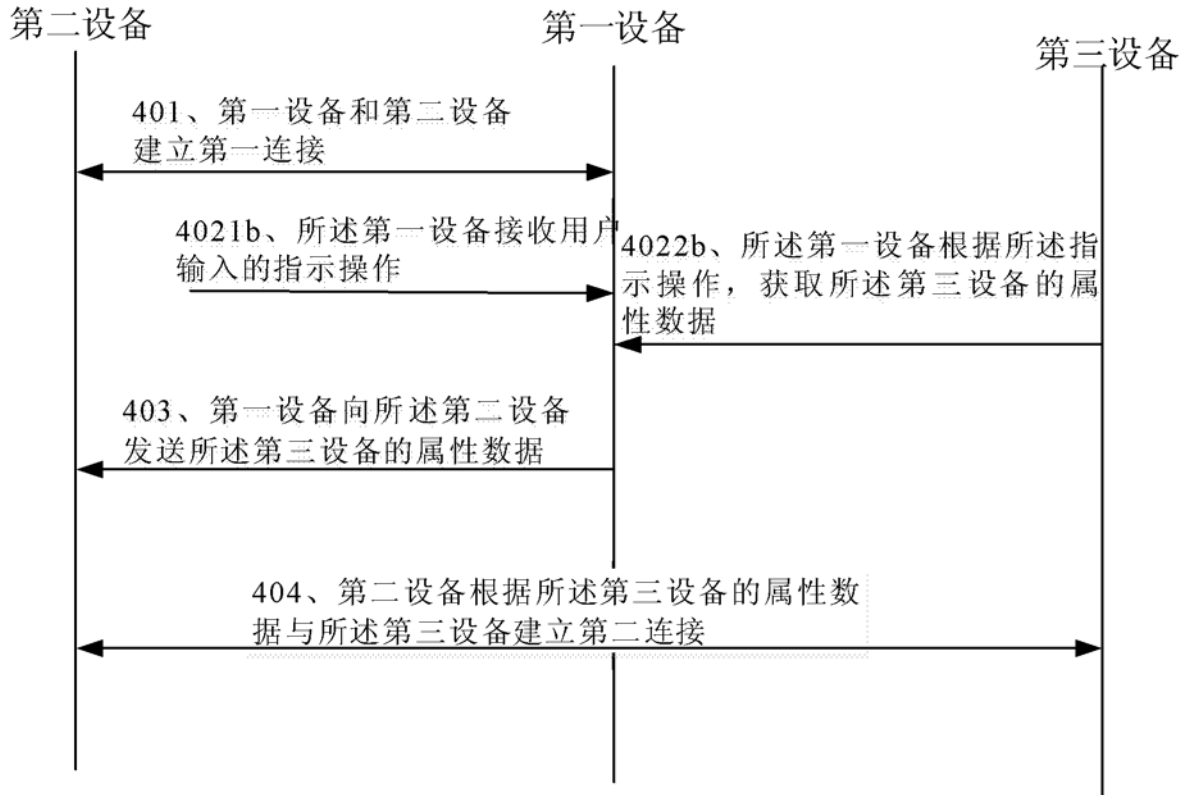 第二设备
第一设备
第三设备
401、第一设备和第二设备
建立第一连接
4021b、所述第一设备接收用户
输入的指示操作
4022b、所述第一设备根据所述指
示操作，获取所述第三设备的属
性数据
403、第一设备向所述第二设备
发送所述第三设备的属性数据
404、第二设备根据所述第三设备的属性数
据与所述第三设备建立第二连接